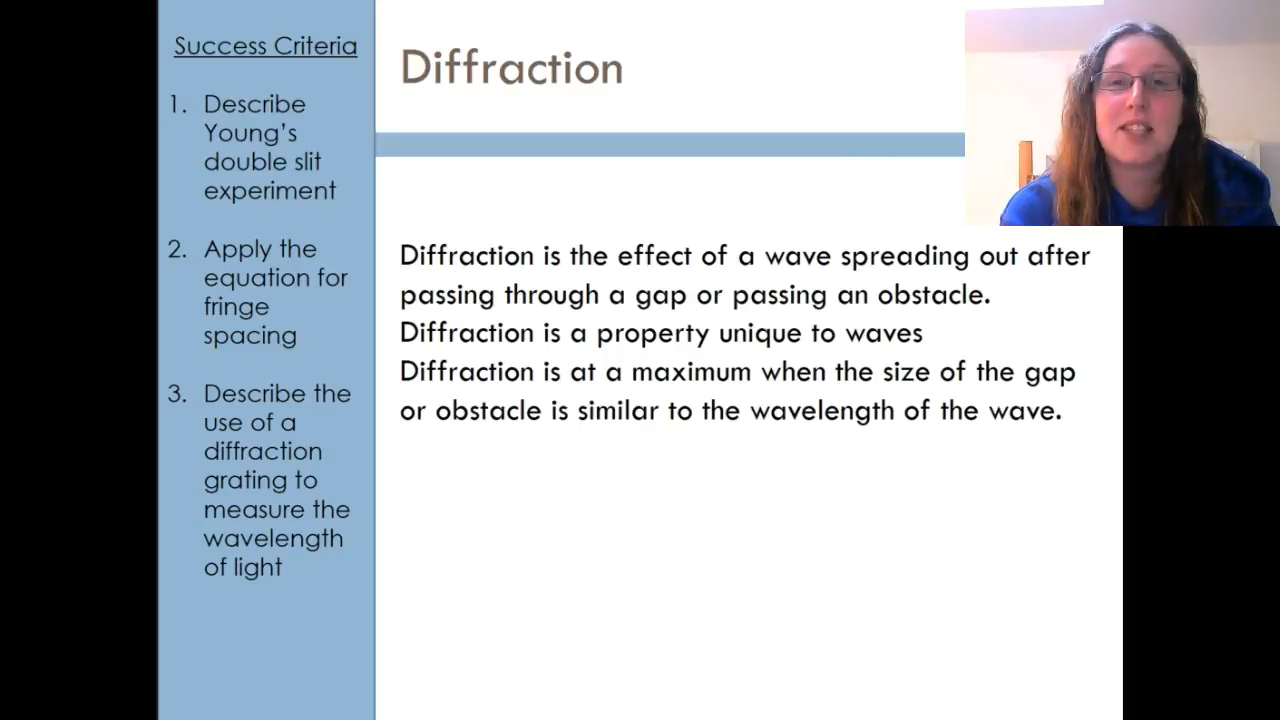 Success Criteria
1. Describe
Young's
double slit
experiment
2. Apply the
equation for
fringe
spacing
3. Describe the
use of a
diffraction
grating to
measure the
wavelength
of light
Diffraction
Diffraction is the effect of a wave spreading out after
passing through a gap or passing an obstacle.
Diffraction is a property unique to waves
Diffraction is at a maximum when the size of the gap
or obstacle is similar to the wavelength of the wave.